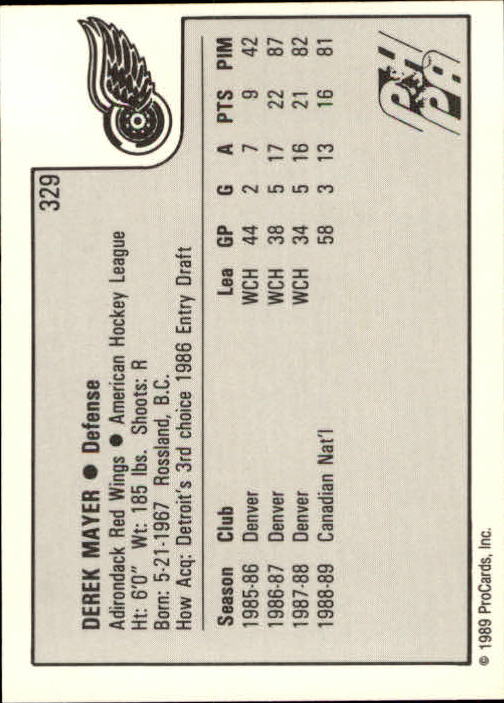 329
DEREK MAYER ● Defense
Adirondack Red Wings ● American Hockey League
Ht: 6'0" Wt: 185 lbs. Shoots: R
Born: 5-21-1967 Rossland, B.C.
How Acq: Detroit's 3rd choice 1986 Entry Draft
Season Club Lea GP G A PTS PIM
1985-86 Denver WCH 44 2 7 9 42
1986-87 Denver WCH 38 5 17 22 87
1987-88 Denver WCH 34 5 16 21 82
1988-89 Canadian Nat'l 58 3 13 16 81
PHPA
© 1989 ProCards, Inc.